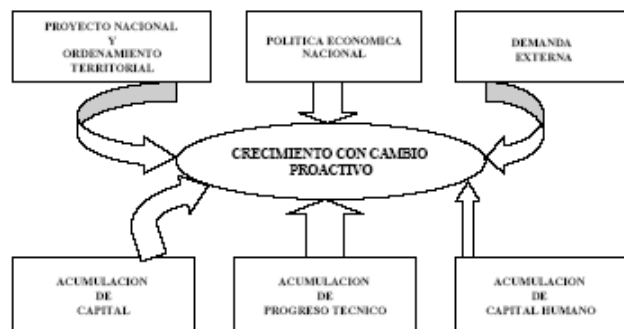 PROYECTO NACIONAL
Y
ORDENAMIENTO
TERRITORIAL
POLITICA ECONOMICA
NACIONAL
DEMANDA
EXTERNA
CRECIMIENTO CON CAMBIO
PROACTIVO
ACUMULACION
DE
CAPITAL
ACUMULACION
DE
PROGRESO TECNICO
ACUMULACION
DE
CAPITAL HUMANO